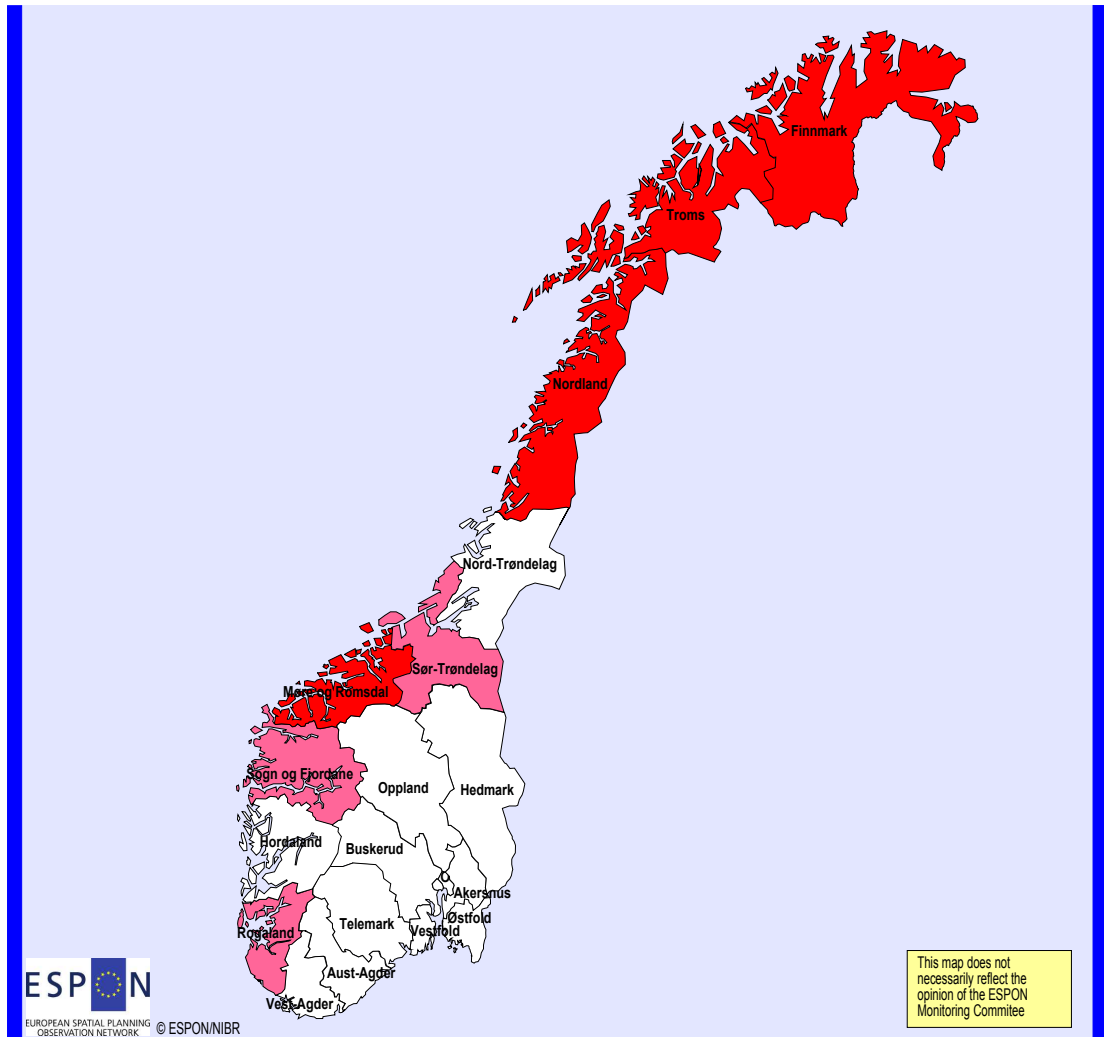 Finnmark
Troms
Nordland
Nord-Trøndelag
Sør-Trøndelag
Møre og Romsdal
Sogn og Fjordane
Oppland
Hedmark
Hordaland
Buskerud
O
Akershus
Telemark
Østfold
Vestfold
Rogaland
Aust-Agder
Vest-Agder
ESPON
EUROPEAN SPATIAL PLANNING
OBSERVATION NETWORK
© ESPON/NIBR
This map does not
necessarily reflect the
opinion of the ESPON
Monitoring Commitee